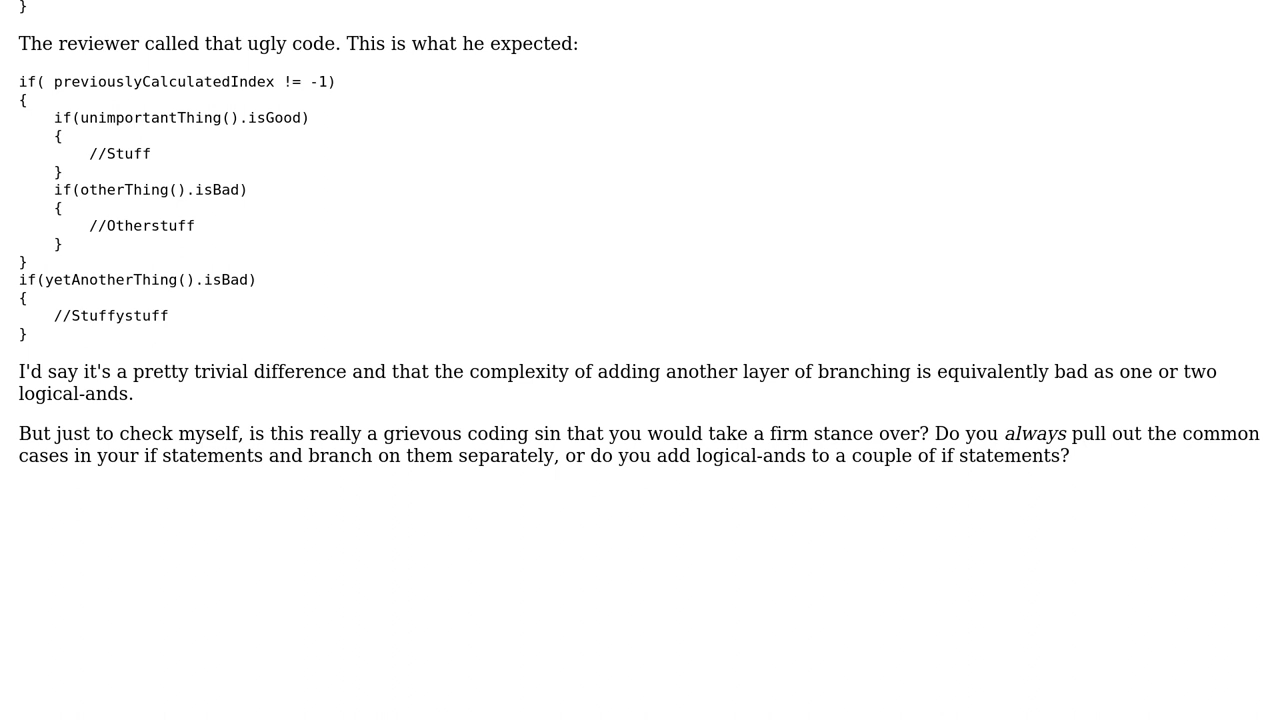 }
The reviewer called that ugly code. This is what he expected:
if( previouslyCalculatedIndex != -1)
{
    if(unimportantThing().isGood)
    {
        //Stuff
    }
    if(otherThing().isBad)
    {
        //Otherstuff
    }
}
if(yetAnotherThing().isBad)
{
    //Stuffystuff
}
I'd say it's a pretty trivial difference and that the complexity of adding another layer of branching is equivalently bad as one or two
logical-ands.
But just to check myself, is this really a grievous coding sin that you would take a firm stance over? Do you always pull out the common
cases in your if statements and branch on them separately, or do you add logical-ands to a couple of if statements?